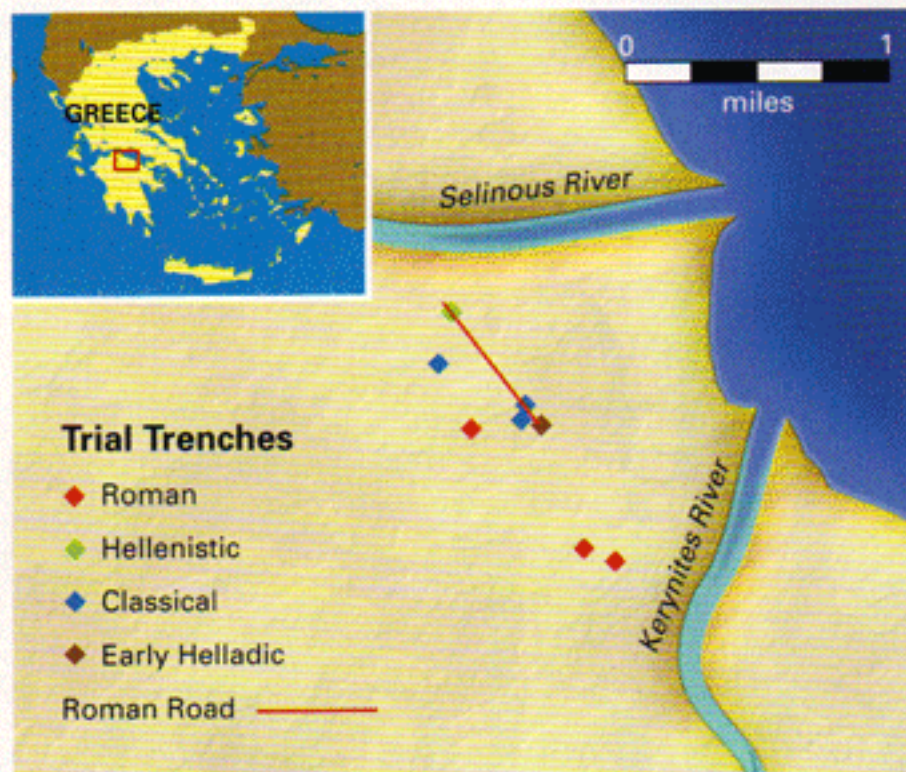 GREECE
0 1
miles
Selinous River
Kerynites River
Trial Trenches
Roman
Hellenistic
Classical
Early Helladic
Roman Road